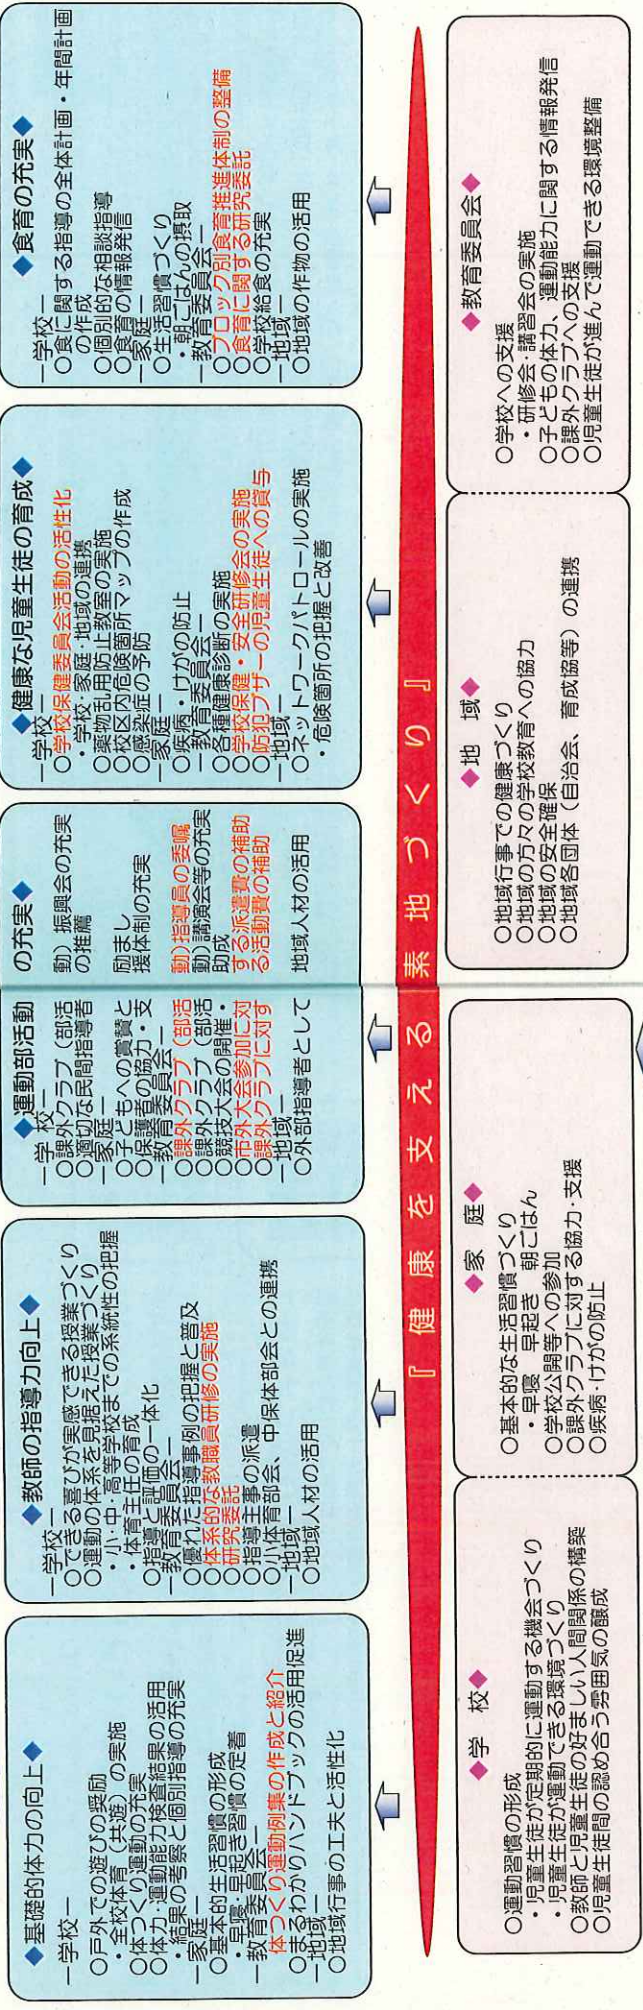 ◆基礎的体力の向上◆
―学校―
○戸外での遊びの奨励
・全校体育（共遊）の実施
○体つくり運動の充実
○体力・運動能力検査結果の活用
・結果の考察と個別指導の充実
―家庭―
○基本的生活習慣の形成
・早寝・早起き習慣の定着
―教育委員会―
体つくり運動例集の作成と紹介
○まるわかりハンドブックの活用促進
―地域―
○地域行事の工夫と活性化
◆教師の指導力向上◆
―学校―
○できる喜びが実感できる授業づくり
○運動の体系を見据えた授業づくり
・小・中・高等学校までの系統性の把握
・体育主任の育成
○指導と評価の一体化
―教育委員会―
○優れた指導事例の把握と普及
○体系的な教職員研修の実施
○研究委託
○指導主事の派遣
○小体育部会、中保体部会との連携
―地域―
○地域人材の活用
◆運動部活動の充実◆
―学校―
○課外クラブ（部活動）振興会の充実
○適切な民間指導者の推薦
―家庭―
○子どもへの賞賛と励まし
○保護者の協力・支援体制の充実
―教育委員会―
○課外クラブ（部活動）指導員の委嘱
○課外クラブ（部活動）講演会等の充実
○競技大会の開催・助成
○市外大会参加に対する派遣費の補助
○課外クラブに対する活動費の補助
―地域―
○外部指導者として地域人材の活用
◆健康な児童生徒の育成◆
―学校―
○学校保健委員会活動の活性化
・学校・家庭・地域の連携
○薬物乱用防止教室の実施
○校区内危険箇所マップの作成
○感染症の予防
―家庭―
○疾病・けがの防止
―教育委員会―
○各種健康診断の実施
○学校保健・安全研修会の実施
○防犯ブザーの児童生徒への貸与
―地域―
○ネットワークパトロールの実施
・危険箇所の把握と改善
◆食育の充実◆
―学校―
○食に関する指導の全体計画・年間計画
の作成
○個別的な相談指導
○食育の情報発信
―家庭―
○生活習慣づくり
・朝ごはんの摂取
―教育委員会―
○ブロック別食育推進体制の整備
○食育に関する研究委託
○学校給食の充実
―地域―
○地域の作物の活用
『健康を支える素地づくり』
◆学　校◆
○運動習慣の形成
・児童生徒が定期的に運動する機会づくり
・児童生徒が運動できる環境づくり
○教師と児童生徒の好ましい人間関係の構築
○児童生徒間の認め合う雰囲気の醸成
◆家　庭◆
○基本的な生活習慣づくり
・早寝　早起き　朝ごはん
○学校公開等への参加
○課外クラブに対する協力・支援
○疾病・けがの防止
◆地　域◆
○地域行事での健康づくり
○地域の方々の学校教育への協力
○地域の安全確保
○地域各団体（自治会、育成協等）の連携
◆教育委員会◆
○学校への支援
・研修会・講習会の実施
○子どもの体力、運動能力に関する情報発信
○課外クラブへの支援
○児童生徒が進んで運動できる環境整備